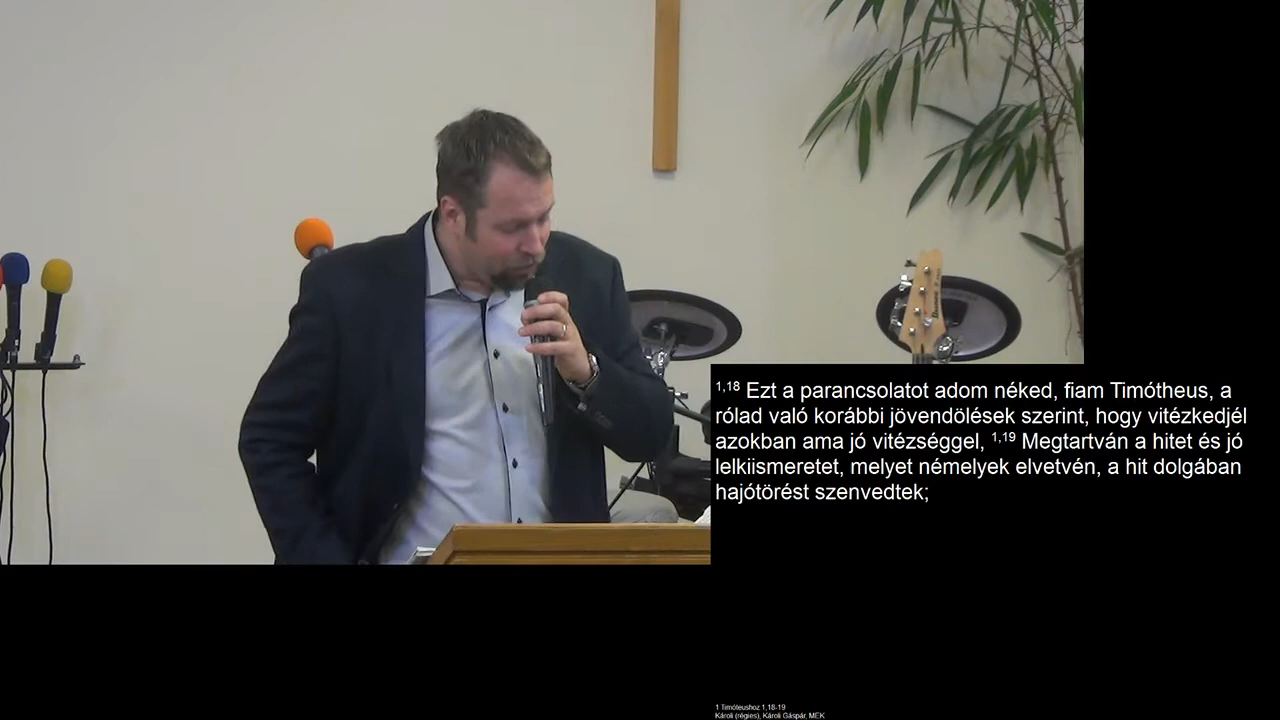 1,18 Ezt a parancsolatot adom néked, fiam Timótheus, a
rólad való korábbi jövendölések szerint, hogy vitézkedjél
azokban ama jó vitézséggel, 1,19 Megtartván a hitet és jó
lelkiismeretet, melyet némelyek elvetvén, a hit dolgában
hajótörést szenvedtek;
1 Timóteushoz 1,18-19
Károli (régies), Károli Gáspár, MEK